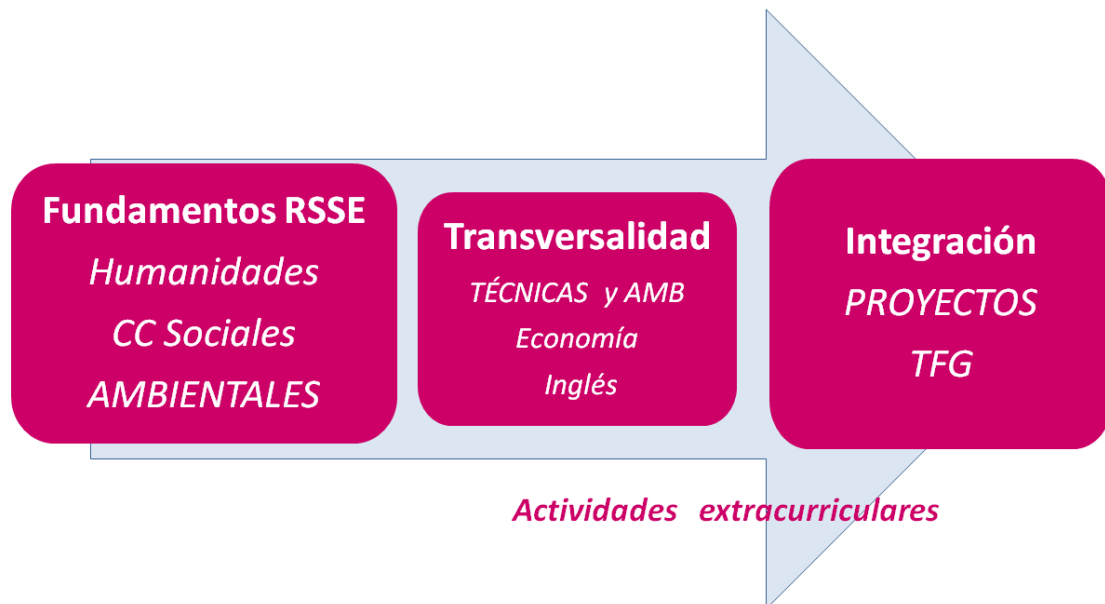 Fundamentos RSSE
Humanidades
CC Sociales
AMBIENTALES
Transversalidad
TÉCNICAS y AMB
Economía
Inglés
Integración
PROYECTOS
TFG
Actividades extracurriculares